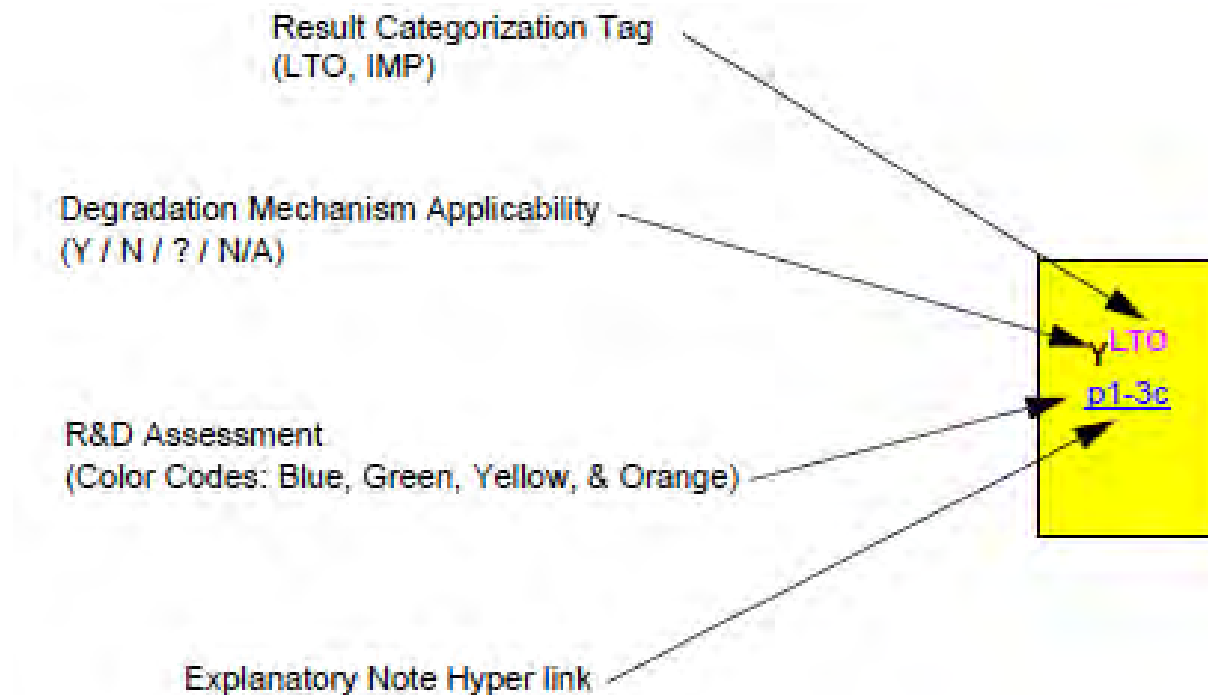 Result Categorization Tag
(LTO, IMP)
Degradation Mechanism Applicability
(Y / N / ? / N/A)
YLTO
p1-3c
R&D Assessment
(Color Codes: Blue, Green, Yellow, & Orange)
Explanatory Note Hyper link